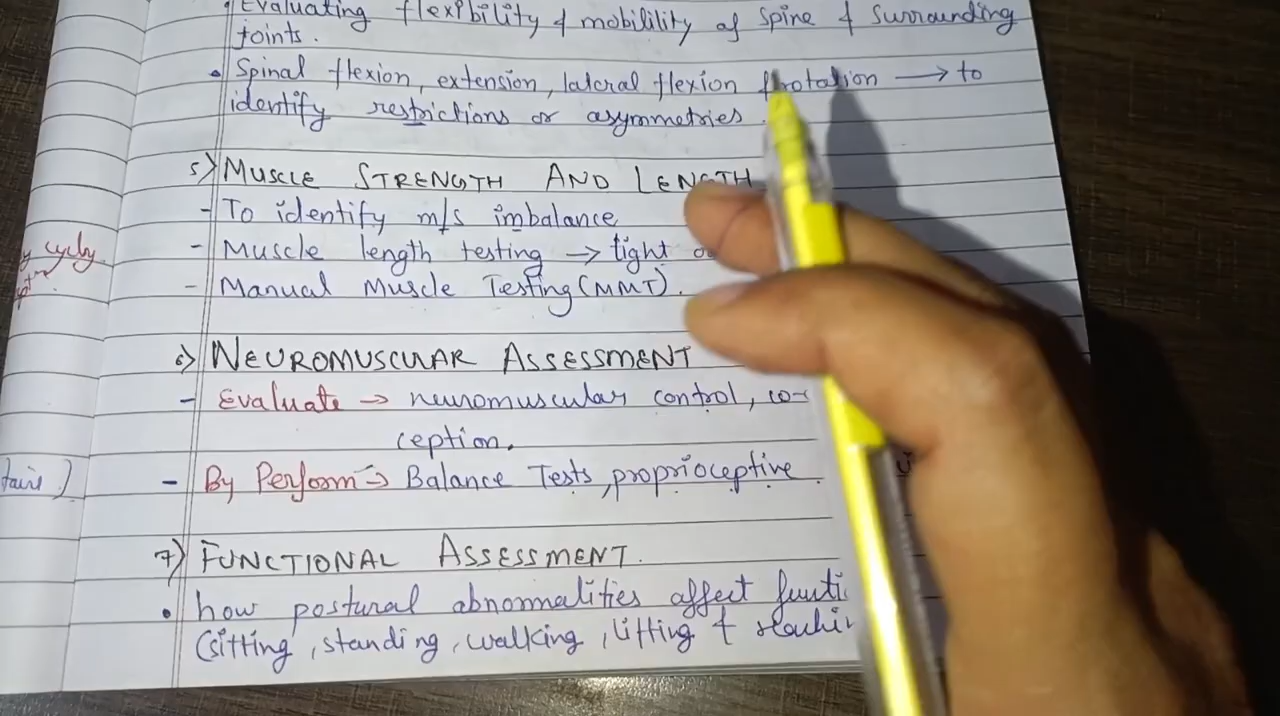 Evaluating flexibility & mobility of Spine & Surrounding
joints.
• Spinal flexion, extension, lateral flexion & rotation → to
identify restrictions or asymmetries.
5) MUSCLE STRENGTH AND LENGTH
- To identify m/s imbalance
- Muscle length testing → tight
- Manual Muscle Testing (MMT).
6) NEUROMUSCULAR ASSESSMENT
- Evaluate → neuromuscular control, co-
ception.
- By Perform → Balance Tests, proprioceptive
7) FUNCTIONAL ASSESSMENT.
• how postural abnormalities affect functi
(sitting, standing, walking, lifting &